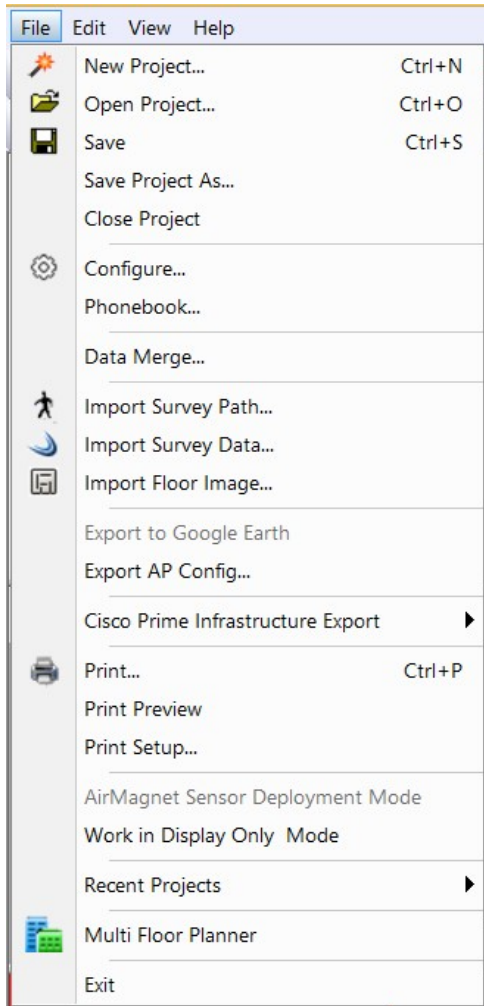 File Edit View Help
New Project... Ctrl+N
Open Project... Ctrl+O
Save Ctrl+S
Save Project As...
Close Project
Configure...
Phonebook...
Data Merge...
Import Survey Path...
Import Survey Data...
Import Floor Image...
Export to Google Earth
Export AP Config...
Cisco Prime Infrastructure Export
Print... Ctrl+P
Print Preview
Print Setup...
AirMagnet Sensor Deployment Mode
Work in Display Only  Mode
Recent Projects
Multi Floor Planner
Exit